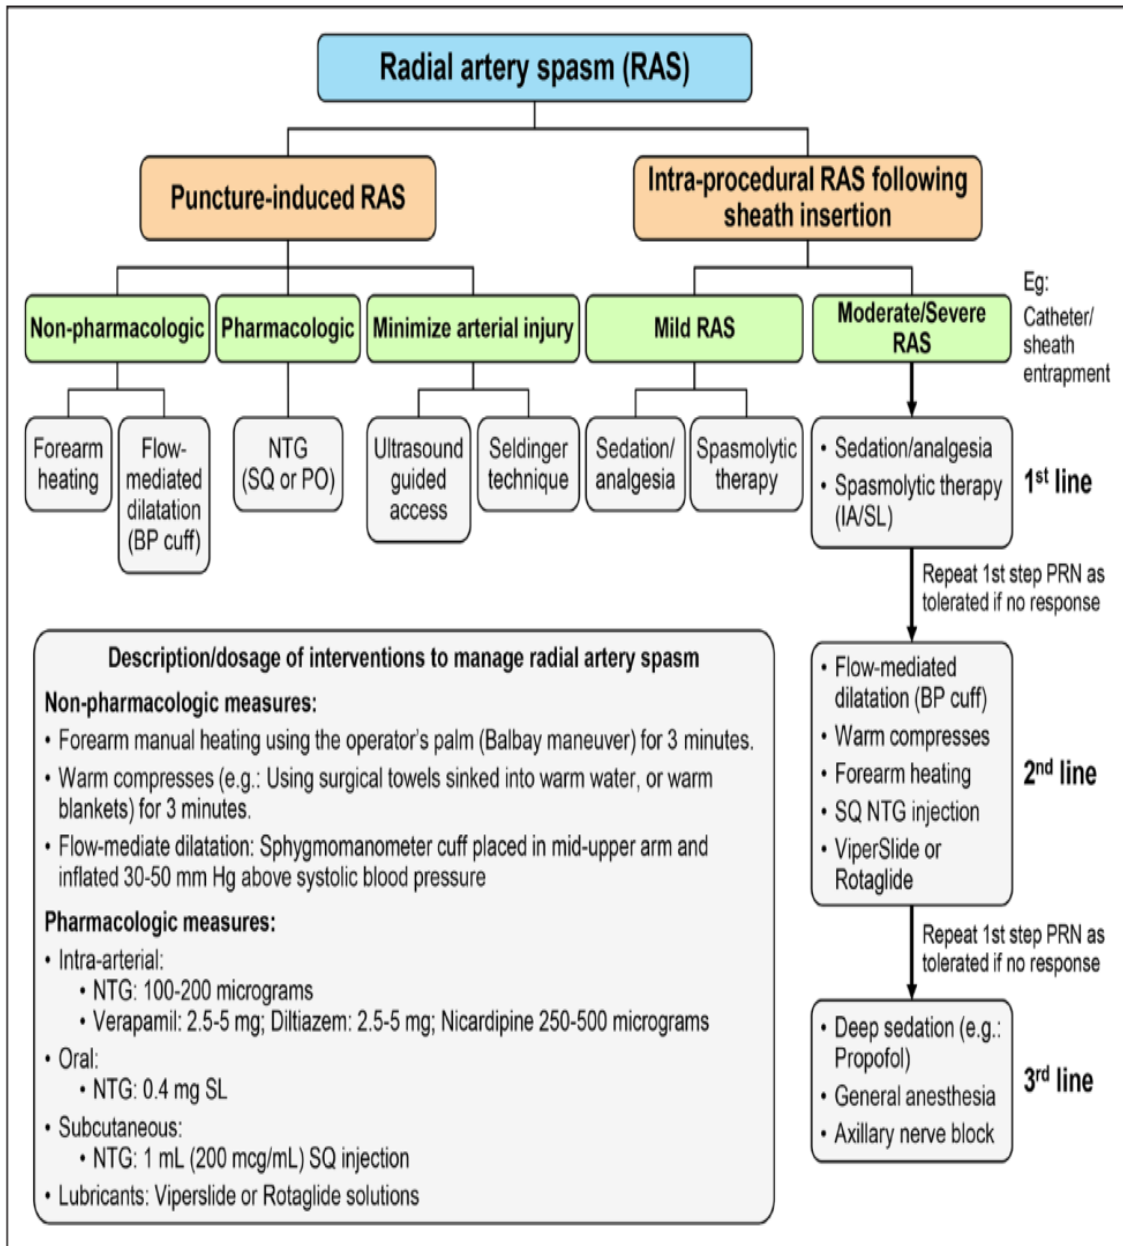 Radial artery spasm (RAS)
Puncture-induced RAS
Intra-procedural RAS following
sheath insertion
Non-pharmacologic
Pharmacologic
Minimize arterial injury
Mild RAS
Moderate/Severe
RAS
Eg:
Catheter/
sheath
entrapment
Forearm
heating
Flow-
mediated
dilatation
(BP cuff)
NTG
(SQ or PO)
Ultrasound
guided
access
Seldinger
technique
Sedation/
analgesia
Spasmolytic
therapy
• Sedation/analgesia
• Spasmolytic therapy
(IA/SL)
1st line
Repeat 1st step PRN as
tolerated if no response
• Flow-mediated
dilatation (BP cuff)
• Warm compresses
• Forearm heating
• SQ NTG injection
• ViperSlide or
Rotaglide
2nd line
Repeat 1st step PRN as
tolerated if no response
• Deep sedation (e.g.:
Propofol)
• General anesthesia
• Axillary nerve block
3rd line
Description/dosage of interventions to manage radial artery spasm
Non-pharmacologic measures:
• Forearm manual heating using the operator's palm (Balbay maneuver) for 3 minutes.
• Warm compresses (e.g.: Using surgical towels sinked into warm water, or warm
blankets) for 3 minutes.
• Flow-mediate dilatation: Sphygmomanometer cuff placed in mid-upper arm and
inflated 30-50 mm Hg above systolic blood pressure
Pharmacologic measures:
• Intra-arterial:
• NTG: 100-200 micrograms
• Verapamil: 2.5-5 mg; Diltiazem: 2.5-5 mg; Nicardipine 250-500 micrograms
• Oral:
• NTG: 0.4 mg SL
• Subcutaneous:
• NTG: 1 mL (200 mcg/mL) SQ injection
• Lubricants: Viperslide or Rotaglide solutions